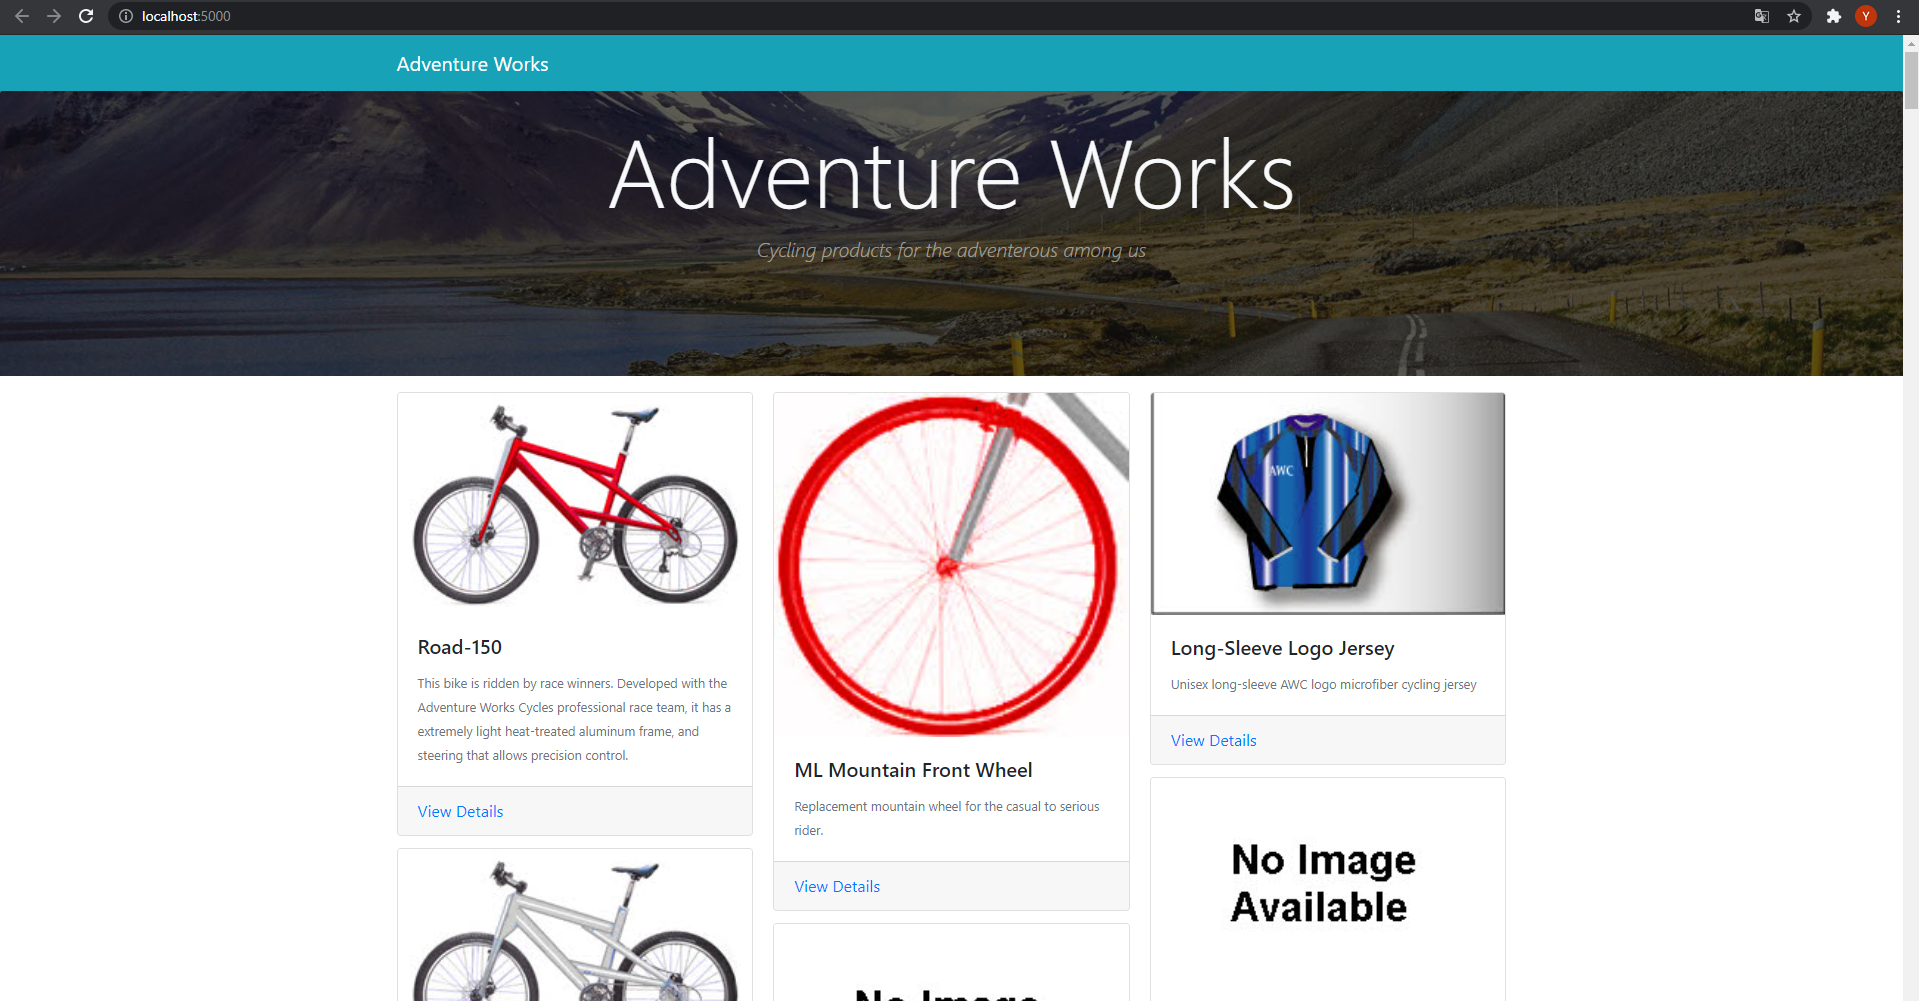 localhost:5000
Y
Adventure Works
Adventure Works
Cycling products for the adventerous among us
AWC
Road-150
This bike is ridden by race winners. Developed with the
Adventure Works Cycles professional race team, it has a
extremely light heat-treated aluminum frame, and
steering that allows precision control.
View Details
ML Mountain Front Wheel
Replacement mountain wheel for the casual to serious
rider.
View Details
Long-Sleeve Logo Jersey
Unisex long-sleeve AWC logo microfiber cycling jersey
View Details
No Image
Available
No Image